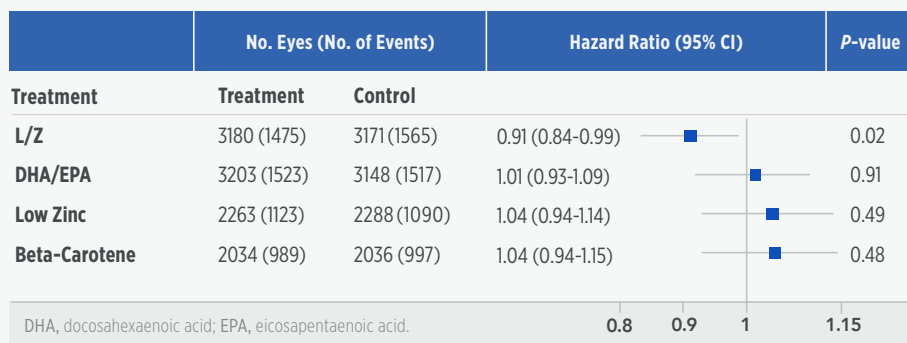 No. Eyes (No. of Events) Hazard Ratio (95% CI) P-value
Treatment Treatment Control
L/Z 3180 (1475) 3171 (1565) 0.91 (0.84-0.99) 0.02
DHA/EPA 3203 (1523) 3148 (1517) 1.01 (0.93-1.09) 0.91
Low Zinc 2263 (1123) 2288 (1090) 1.04 (0.94-1.14) 0.49
Beta-Carotene 2034 (989) 2036 (997) 1.04 (0.94-1.15) 0.48
DHA, docosahexaenoic acid; EPA, eicosapentaenoic acid. 0.8 0.9 1 1.15